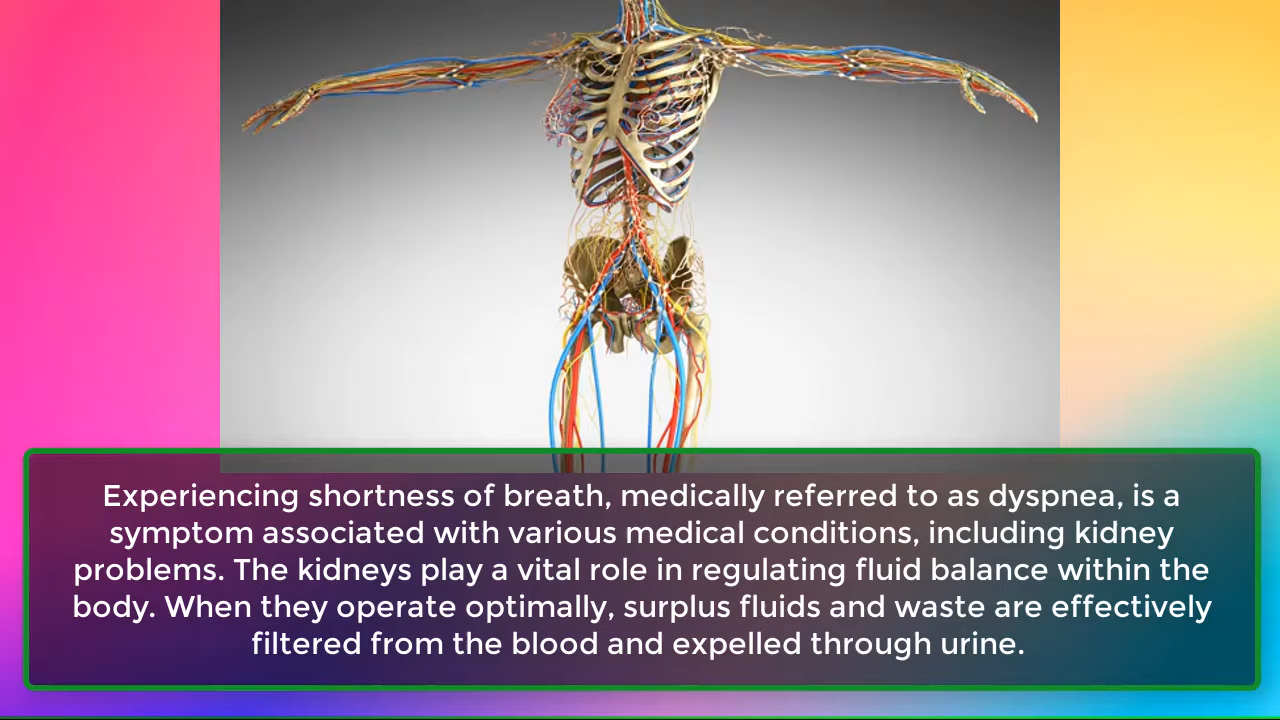 Experiencing shortness of breath, medically referred to as dyspnea, is a
symptom associated with various medical conditions, including kidney
problems. The kidneys play a vital role in regulating fluid balance within the
body. When they operate optimally, surplus fluids and waste are effectively
filtered from the blood and expelled through urine.